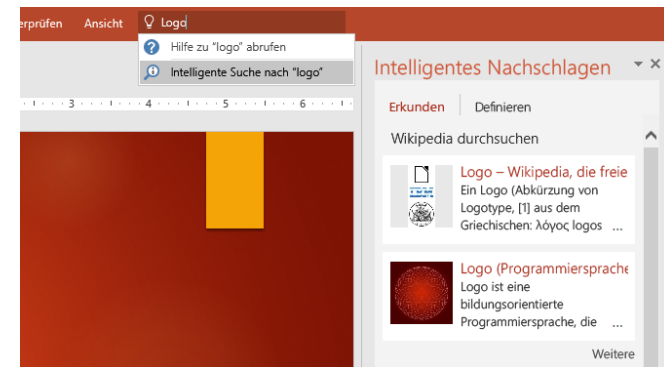 erprüfen Ansicht Logo
Hilfe zu "logo" abrufen
Intelligente Suche nach "logo"
3 4 5 6
Intelligentes Nachschlagen
Erkunden Definieren
Wikipedia durchsuchen
Logo – Wikipedia, die freie
Ein Logo (Abkürzung von
Logotype, [1] aus dem
Griechischen: λόγος logos ...
IBM
Logo (Programmiersprache
Logo ist eine
bildungsorientierte
Programmiersprache, die ...
Weitere